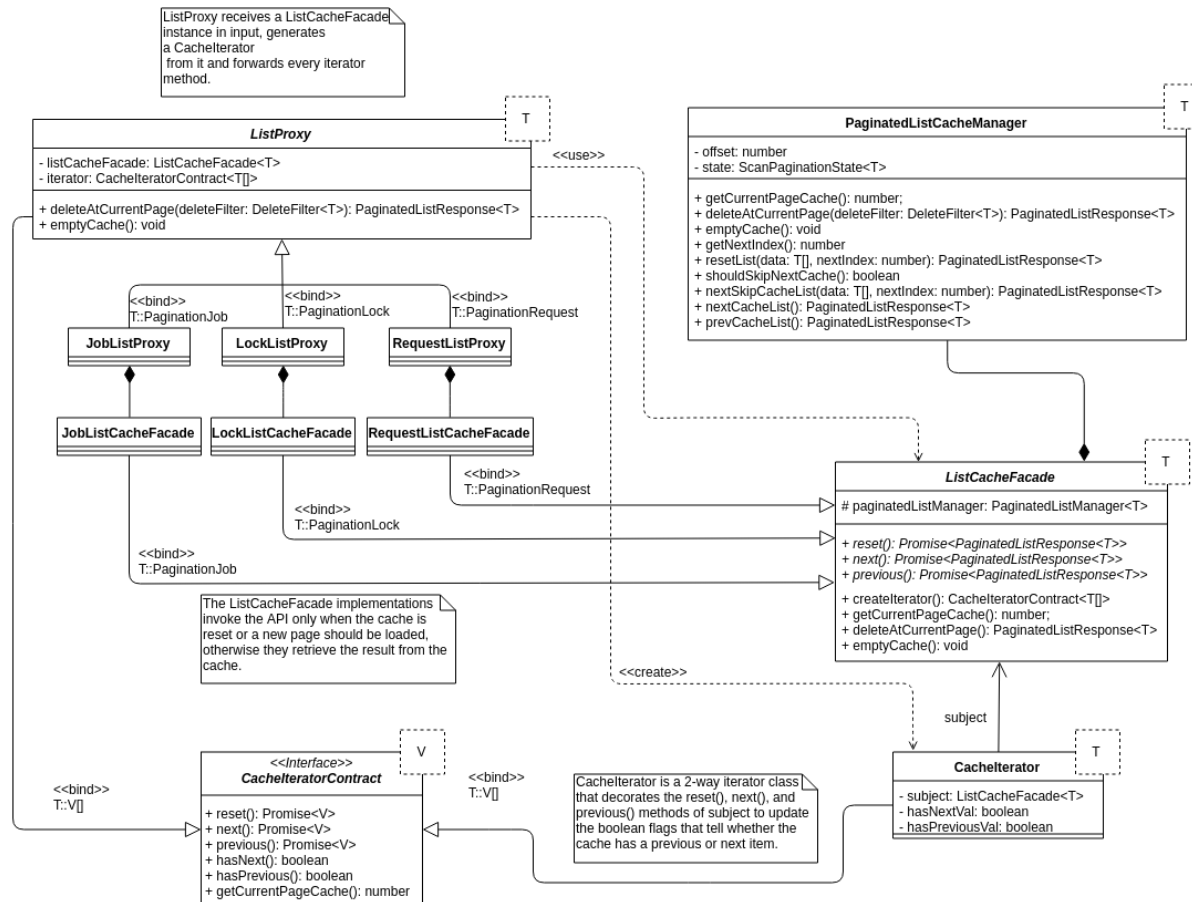 ListProxy receives a ListCacheFacade
instance in input, generates
a CacheIterator
from it and forwards every iterator
method.
T
ListProxy
- listCacheFacade: ListCacheFacade<T>
- iterator: CacheIteratorContract<T[]>
+ deleteAtCurrentPage(deleteFilter: DeleteFilter<T>): PaginatedListResponse<T>
+ emptyCache(): void
<<use>>
T
PaginatedListCacheManager
- offset: number
- state: ScanPaginationState<T>
+ getCurrentPageCache(): number;
+ deleteAtCurrentPage(deleteFilter: DeleteFilter<T>): PaginatedListResponse<T>
+ emptyCache(): void
+ getNextIndex(): number
+ resetList(data: T[], nextIndex: number): PaginatedListResponse<T>
+ shouldSkipNextCache(): boolean
+ nextSkipCacheList(data: T[], nextIndex: number): PaginatedListResponse<T>
+ nextCacheList(): PaginatedListResponse<T>
+ prevCacheList(): PaginatedListResponse<T>
<<bind>>
T::PaginationJob
<<bind>>
T::PaginationLock
<<bind>>
T::PaginationRequest
JobListProxy
LockListProxy
RequestListProxy
JobListCacheFacade
LockListCacheFacade
RequestListCacheFacade
<<bind>>
T::PaginationRequest
<<bind>>
T::PaginationLock
<<bind>>
T::PaginationJob
T
ListCacheFacade
# paginatedListManager: PaginatedListManager<T>
+ reset(): Promise<PaginatedListResponse<T>>
+ next(): Promise<PaginatedListResponse<T>>
+ previous(): Promise<PaginatedListResponse<T>>
+ createIterator(): CacheIteratorContract<T[]>
+ getCurrentPageCache(): number;
+ deleteAtCurrentPage(): PaginatedListResponse<T>
+ emptyCache(): void
The ListCacheFacade implementations
invoke the API only when the cache is
reset or a new page should be loaded,
otherwise they retrieve the result from the
cache.
<<create>>
subject
V
<<Interface>>
CacheIteratorContract
+ reset(): Promise<V>
+ next(): Promise<V>
+ previous(): Promise<V>
+ hasNext(): boolean
+ hasPrevious(): boolean
+ getCurrentPageCache(): number
<<bind>>
T::V[]
<<bind>>
T::V[]
CacheIterator is a 2-way iterator class
that decorates the reset(), next(), and
previous() methods of subject to update
the boolean flags that tell whether the
cache has a previous or next item.
T
CacheIterator
- subject: ListCacheFacade<T>
- hasNextVal: boolean
- hasPreviousVal: boolean